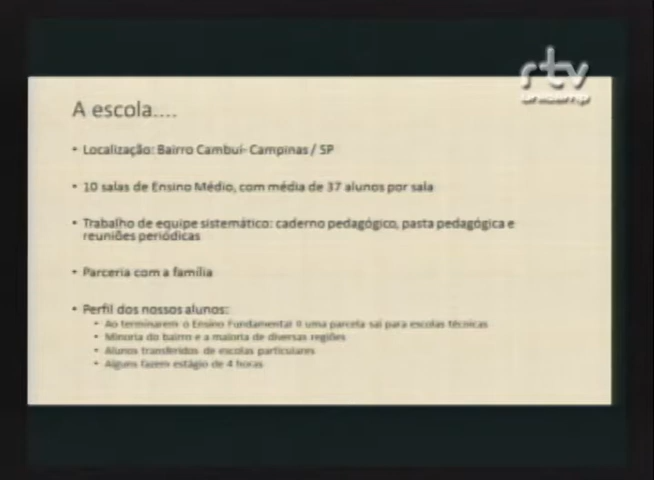 rtv
unicamp
A escola....
• Localização: Bairro Cambuí- Campinas / SP
• 10 salas de Ensino Médio, com média de 37 alunos por sala
• Trabalho de equipe sistemático: caderno pedagógico, pasta pedagógica e
reuniões periódicas
• Parceria com a família
• Perfil dos nossos alunos:
• Ao terminarem o Ensino Fundamental II uma parcela sai para escolas técnicas
• Minoria do bairro e a maioria de diversas regiões
• Alunos transferidos de escolas particulares
• Alguns fazem estágio de 4 horas